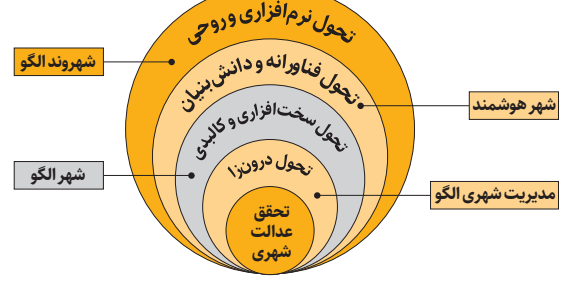 تحول نرم‌افزاری و روحی
شهروند الگو
تحول فناورانه و دانش‌بنیان
شهر هوشمند
تحول سخت‌افزاری و کالبدی
شهر الگو
تحول درون‌زا
مدیریت شهری الگو
تحقق
عدالت
شهری